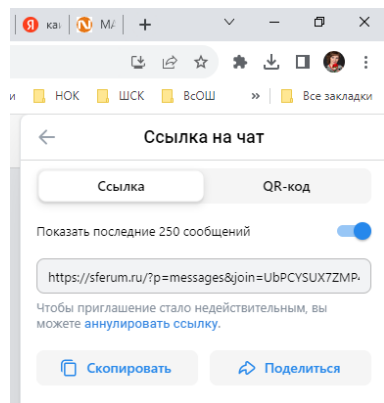 Я ка МА +
и НОК ШСК ВсОШ » Все закладки
← Ссылка на чат
Ссылка QR-код
Показать последние 250 сообщений
https://sferum.ru/?p=messages&join=UbPCYSUX7ZMP
Чтобы приглашение стало недействительным, вы
можете аннулировать ссылку.
Скопировать Поделиться